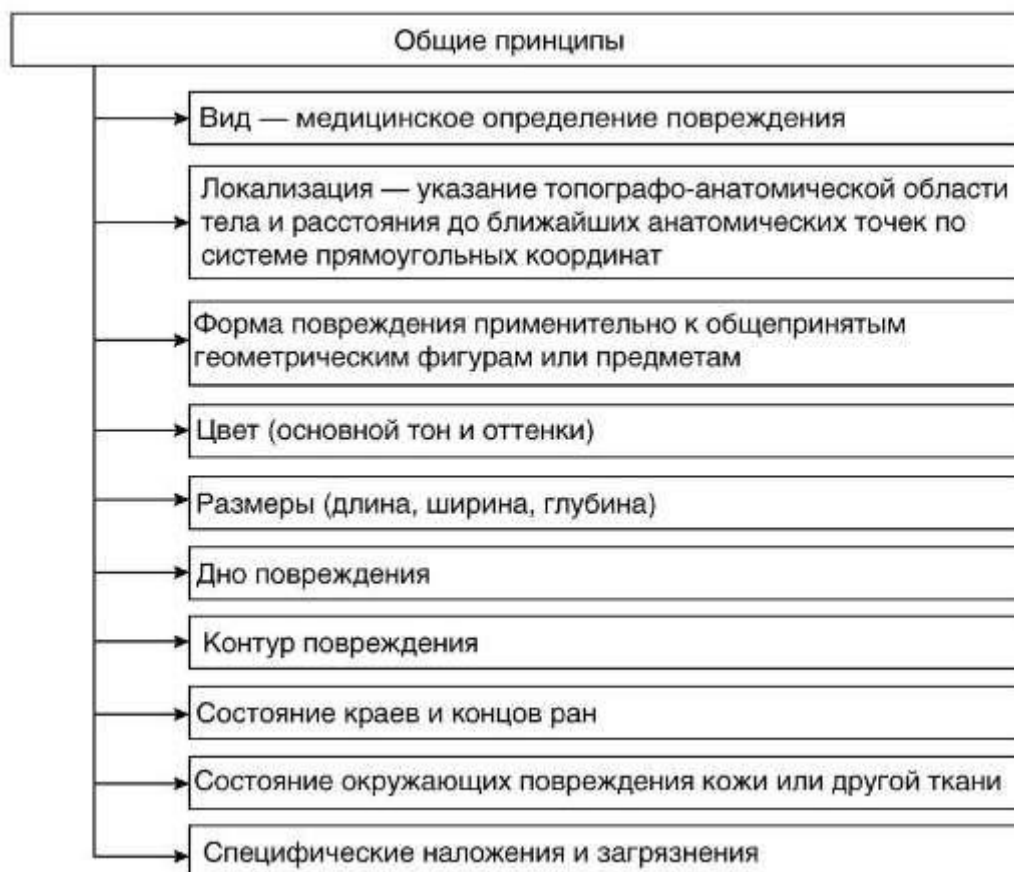 Общие принципы
Вид — медицинское определение повреждения
Локализация — указание топографо-анатомической области
тела и расстояния до ближайших анатомических точек по
системе прямоугольных координат
Форма повреждения применительно к общепринятым
геометрическим фигурам или предметам
Цвет (основной тон и оттенки)
Размеры (длина, ширина, глубина)
Дно повреждения
Контур повреждения
Состояние краев и концов ран
Состояние окружающих повреждения кожи или другой ткани
Специфические наложения и загрязнения